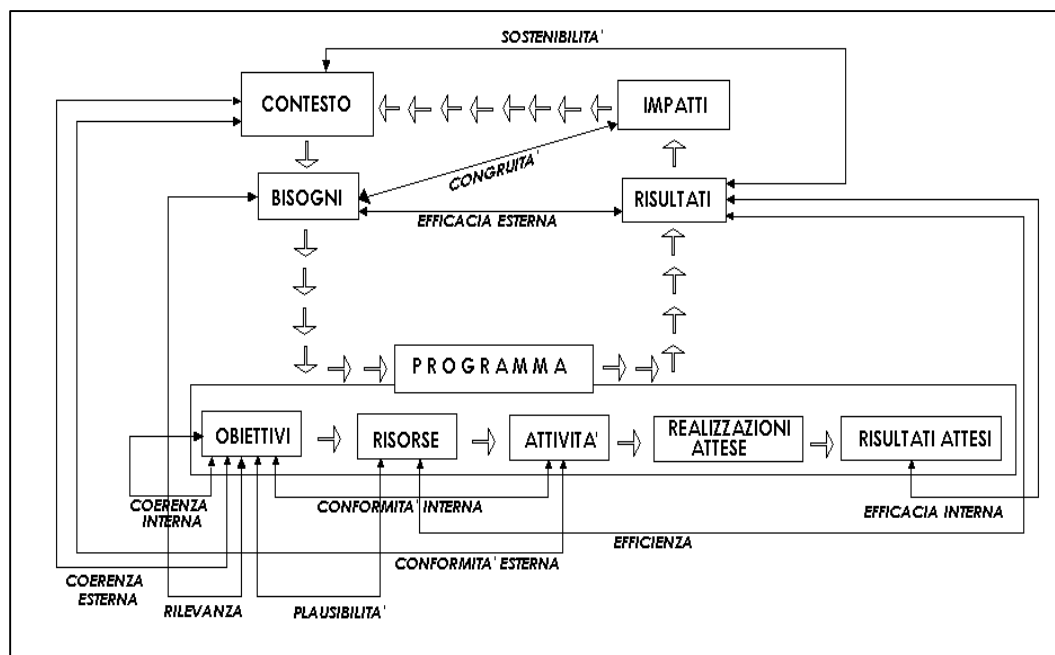 SOSTENIBILITA'
CONTESTO
IMPATTI
CONGRUITA'
BISOGNI
RISULTATI
EFFICACIA ESTERNA
PROGRAMMA
OBIETTIVI
RISORSE
ATTIVITA'
REALIZZAZIONI
ATTESE
RISULTATI ATTESI
COERENZA
INTERNA
CONFORMITA' INTERNA
EFFICACIA INTERNA
EFFICIENZA
CONFORMITA' ESTERNA
COERENZA
ESTERNA
RILEVANZA
PLAUSIBILITA'